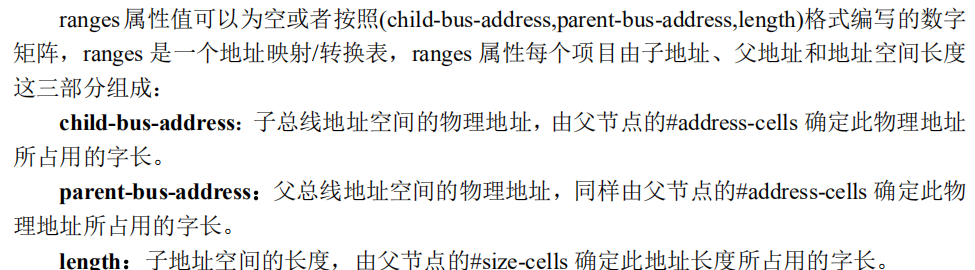 ranges属性值可以为空或者按照(child-bus-address,parent-bus-address,length)格式编写的数字
矩阵，ranges 是一个地址映射/转换表，ranges 属性每个项目由子地址、父地址和地址空间长度
这三部分组成：
child-bus-address：子总线地址空间的物理地址，由父节点的#address-cells 确定此物理地址
所占用的字长。
parent-bus-address：父总线地址空间的物理地址，同样由父节点的#address-cells 确定此物
理地址所占用的字长。
length：子地址空间的长度，由父节点的#size-cells 确定此地址长度所占用的字长。